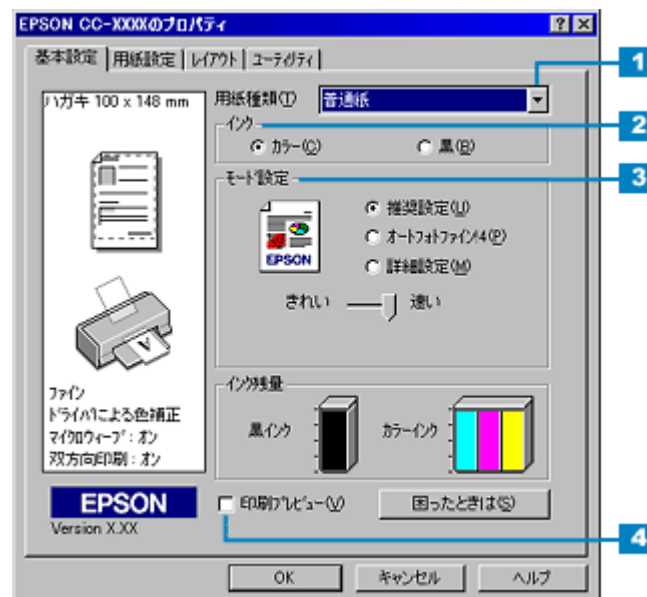 EPSON CC-XXXXのプロパティ
基本設定 用紙設定 レイアウト ユーティリティ
1
ハガキ 100 x 148 mm
用紙種類(T) 普通紙
インク
2
カラー(C) 黒(B)
モード設定
3
推奨設定(U)
オートフォトファイン!4(P)
EPSON
詳細設定(M)
きれい 速い
A
ファイン
ドライバによる色補正
マイクロウィーブ：オン
双方向印刷：オン
インク残量
黒インク カラーインク
EPSON
Version X.XX
印刷プレビュー(V) 困ったときは(S)
4
OK キャンセル ヘルプ